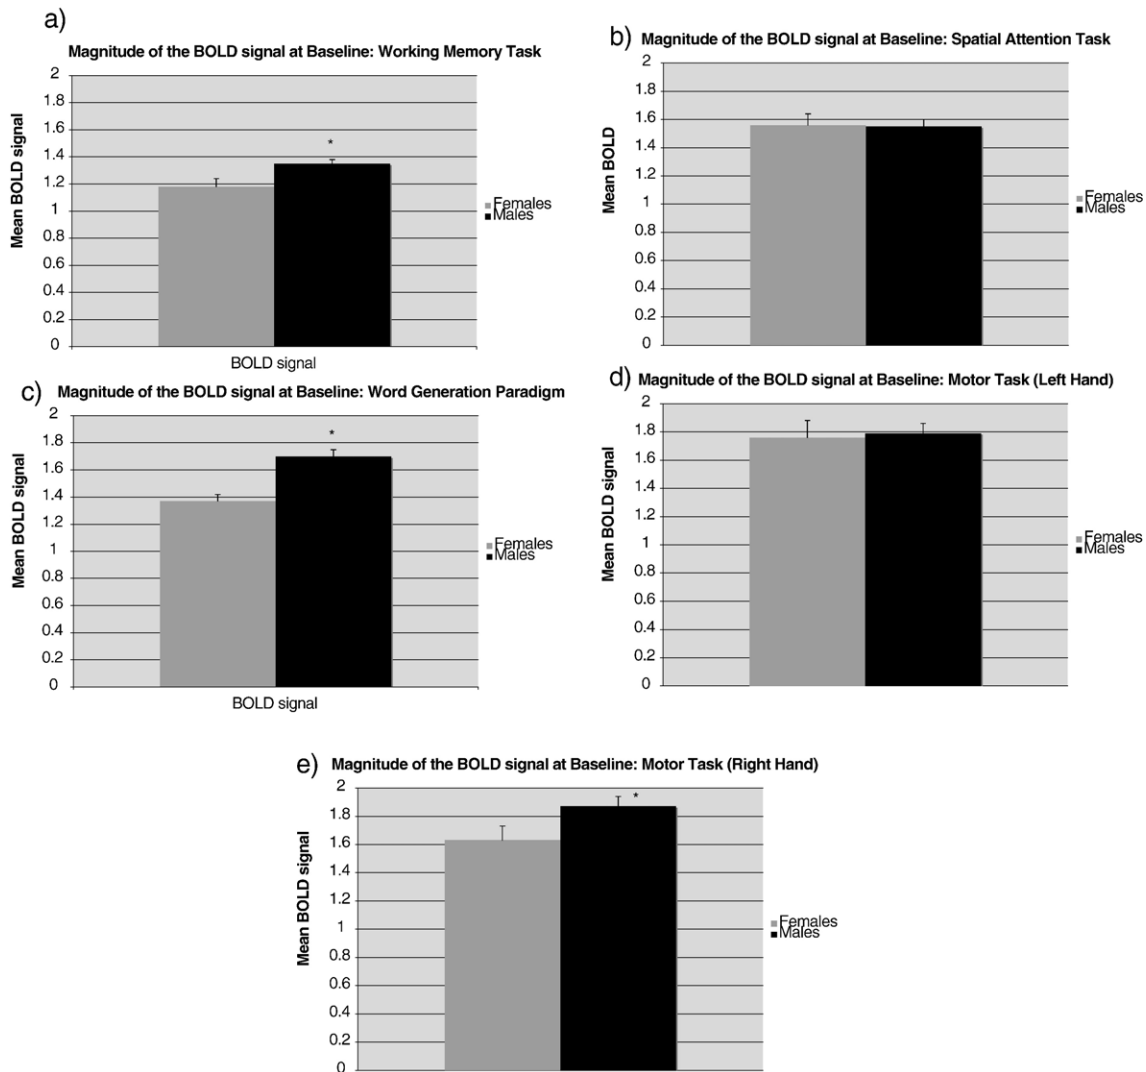 a)
Magnitude of the BOLD signal at Baseline: Working Memory Task
2
1.8
1.6
1.4
1.2
1
0.8
0.6
0.4
0.2
0
Mean BOLD signal
*
BOLD signal
Females
Males
b)
Magnitude of the BOLD signal at Baseline: Spatial Attention Task
2
1.8
1.6
1.4
1.2
1
0.8
0.6
0.4
0.2
0
Mean BOLD
Females
Males
c)
Magnitude of the BOLD signal at Baseline: Word Generation Paradigm
2
1.8
1.6
1.4
1.2
1
0.8
0.6
0.4
0.2
0
Mean BOLD signal
*
BOLD signal
Females
Males
d)
Magnitude of the BOLD signal at Baseline: Motor Task (Left Hand)
2
1.8
1.6
1.4
1.2
1
0.8
0.6
0.4
0.2
0
Mean BOLD signal
Females
Males
e)
Magnitude of the BOLD signal at Baseline: Motor Task (Right Hand)
2
1.8
1.6
1.4
1.2
1
0.8
0.6
0.4
0.2
0
Mean BOLD signal
*
Females
Males